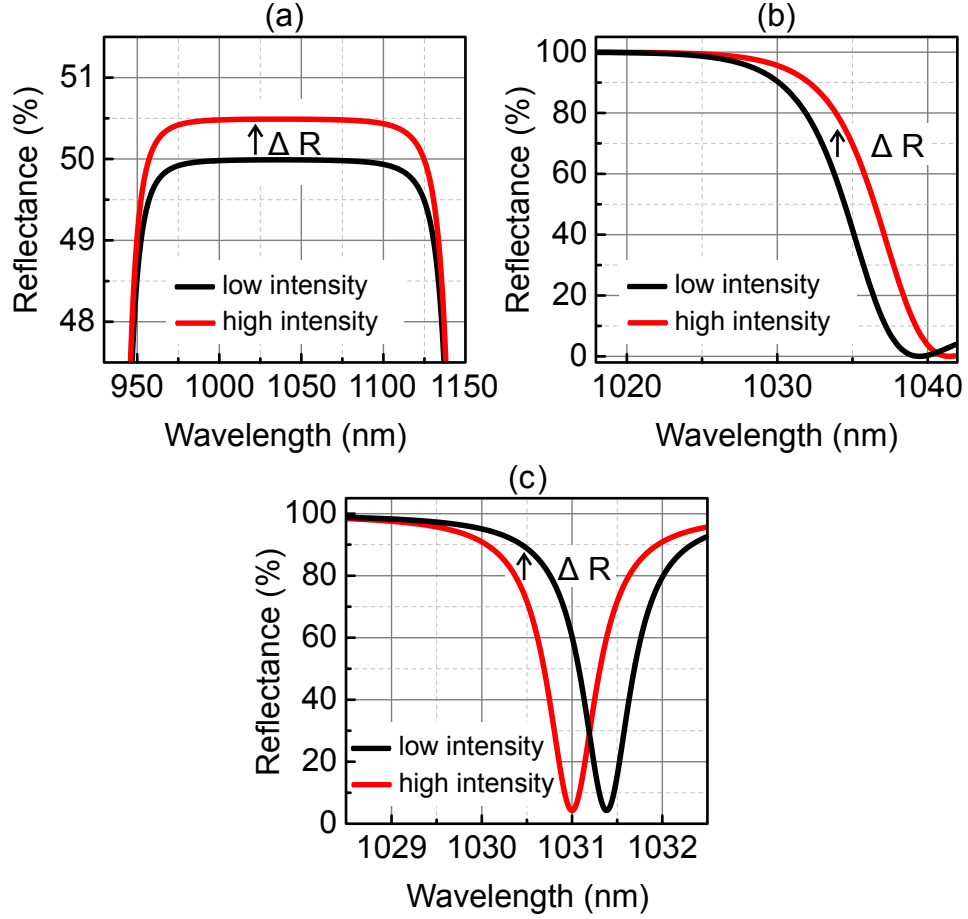 (a)
51
50
49
48
Reflectance (%)
Δ R
low intensity
high intensity
950 1000 1050 1100 1150
Wavelength (nm)
(b)
100
80
60
40
20
0
Reflectance (%)
Δ R
low intensity
high intensity
1020 1030 1040
Wavelength (nm)
(c)
100
80
60
40
20
0
Reflectance (%)
Δ R
low intensity
high intensity
1029 1030 1031 1032
Wavelength (nm)